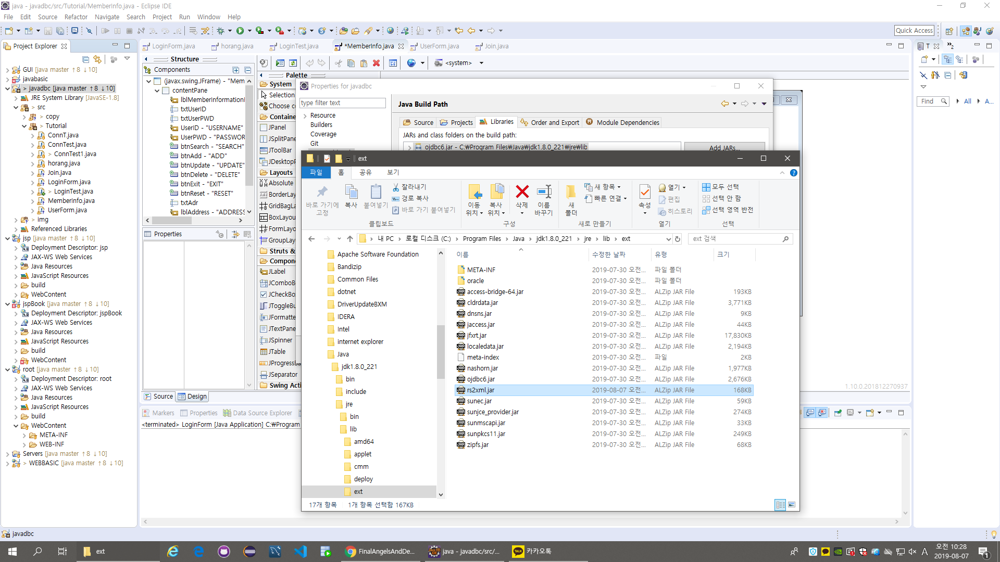 java - javadbc/src/Tutorial/MemberInfo.java - Eclipse IDE
File Edit Source Refactor Navigate Search Project Run Window Help
Quick Access
Project Explorer
GUI [java master ↑8 ↓10]
javabasic
> javadbc [java master ↑8 ↓10]
JRE System Library [JavaSE-1.8]
> src
> copy
> Tutorial
ConnT.java
ConnTest.java
> ConnTest1.java
horang.java
Join.java
LoginForm.java
> LoginTest.java
MemberInfo.java
UserForm.java
> img
Referenced Libraries
jsp [java master ↑8 ↓10]
Deployment Descriptor: jsp
JAX-WS Web Services
Java Resources
JavaScript Resources
build
WebContent
jspBook [java master ↑8 ↓10]
Deployment Descriptor: jspBook
JAX-WS Web Services
Java Resources
JavaScript Resources
build
WebContent
root [java master ↑8 ↓10]
Deployment Descriptor: root
JAX-WS Web Services
Java Resources
JavaScript Resources
build
WebContent
META-INF
WEB-INF
Servers [java master ↑8 ↓10]
> WEBBASIC [java master ↑8 ↓10]
LoginForm.java horang.java LoginTest.java *MemberInfo.java UserForm.java Join.java
Structure
Components
(javax.swing.JFrame) - "Mem
contentPane
lblMemberInformation
txtUserID
txtUserPWD
UserID - "USERNAME"
UserPWD - "PASSWOR
btnSearch - "SEARCH"
btnAdd - "ADD"
btnUpdate - "UPDATE"
btnDelete - "DELETE"
btnExit - "EXIT"
btnReset - "RESET"
txtAdr
lblAddress - "ADDRESS
Properties
<system>
Palette
System
Selection
Choose c
Containe
JPanel
JSplitPan
JToolBar
JDesktopP
Layouts
Absolute
BorderLay
GridBagLa
BoxLayou
FormLayo
GroupLay
Struts &
Compon
JLabel
JComboB
JCheckBo
JToggleBu
JFormatte
JTextPane
JSpinner
JTable
JProgressBa
JSeparator
Swing Acti
Source Design
1.10.0.201812270937
Markers Properties Data Source Explorer
<terminated> LoginForm [Java Application] C:₩Program
Find All A...
Properties for javadbc
type filter text
Resource
Builders
Coverage
Git
Java Build Path
Source Projects Libraries Order and Export Module Dependencies
JARs and class folders on the build path:
ojdbc6.jar - C:₩Program Files₩Java₩jdk1.8.0_221₩jre₩lib
Add JARs...
ext
파일 홈 공유 보기
바로 가기에 고정
복사
붙여넣기
잘라내기
경로 복사
바로 가기 붙여넣기
클립보드
이동 위치
복사 위치
삭제
이름 바꾸기
구성
새 폴더
새 항목
빠른 연결
새로 만들기
속성
열기
편집
히스토리
열기
모두 선택
선택 안 함
선택 영역 반전
선택
내 PC > 로컬 디스크 (C:) > Program Files > Java > jdk1.8.0_221 > jre > lib > ext
ext 검색
Apache Software Foundation
Bandizip
Common Files
dotnet
DriverUpdateBXM
IDERA
Intel
internet explorer
Java
jdk1.8.0_221
bin
include
jre
bin
lib
amd64
applet
cmm
deploy
ext
이름 수정한 날짜 유형 크기
META-INF 2019-07-30 오전... 파일 폴더
oracle 2019-07-30 오전... 파일 폴더
access-bridge-64.jar 2019-07-30 오전... ALZip JAR File 193KB
cldrdata.jar 2019-07-30 오전... ALZip JAR File 3,771KB
dnsns.jar 2019-07-30 오전... ALZip JAR File 9KB
jaccess.jar 2019-07-30 오전... ALZip JAR File 44KB
jfxrt.jar 2019-07-30 오전... ALZip JAR File 17,830KB
localedata.jar 2019-07-30 오전... ALZip JAR File 2,194KB
meta-index 2019-07-30 오전... 파일 2KB
nashorn.jar 2019-07-30 오전... ALZip JAR File 1,977KB
ojdbc6.jar 2019-07-30 오전... ALZip JAR File 2,676KB
rs2xml.jar 2019-08-07 오전... ALZip JAR File 168KB
sunec.jar 2019-07-30 오전... ALZip JAR File 59KB
sunjce_provider.jar 2019-07-30 오전... ALZip JAR File 274KB
sunmscapi.jar 2019-07-30 오전... ALZip JAR File 33KB
sunpkcs11.jar 2019-07-30 오전... ALZip JAR File 249KB
zipfs.jar 2019-07-30 오전... ALZip JAR File 68KB
17개 항목 1개 항목 선택함 167KB
javadbc
ext
FinalAngelsAndDe...
java - javadbc/src/...
카카오톡
A
오전 10:28
2019-08-07